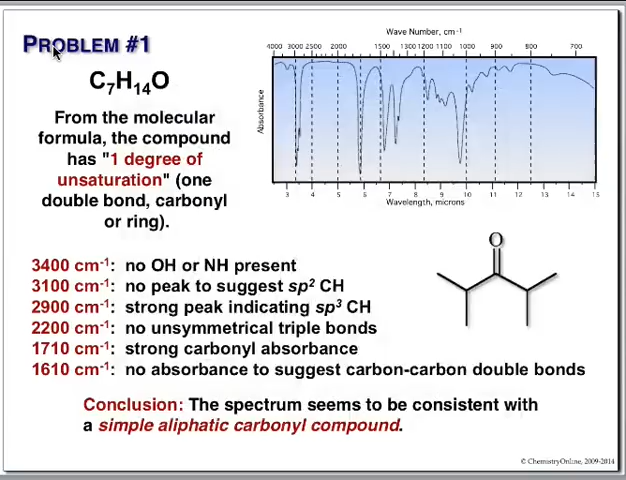 PROBLEM #1
C7H14O
From the molecular
formula, the compound
has "1 degree of
unsaturation" (one
double bond, carbonyl
or ring).
Wave Number, cm-1
4000 3000 2500 2000 1500 1300 1200 1100 1000 900 800 700
Absorbance
3 4 5 6 7 8 9 10 11 12 13 14 15
Wavelength, microns
O
3400 cm-1: no OH or NH present
3100 cm-1: no peak to suggest sp2 CH
2900 cm-1: strong peak indicating sp3 CH
2200 cm-1: no unsymmetrical triple bonds
1710 cm-1: strong carbonyl absorbance
1610 cm-1: no absorbance to suggest carbon-carbon double bonds
Conclusion: The spectrum seems to be consistent with
a simple aliphatic carbonyl compound.
© ChemistryOnline, 2009-2014